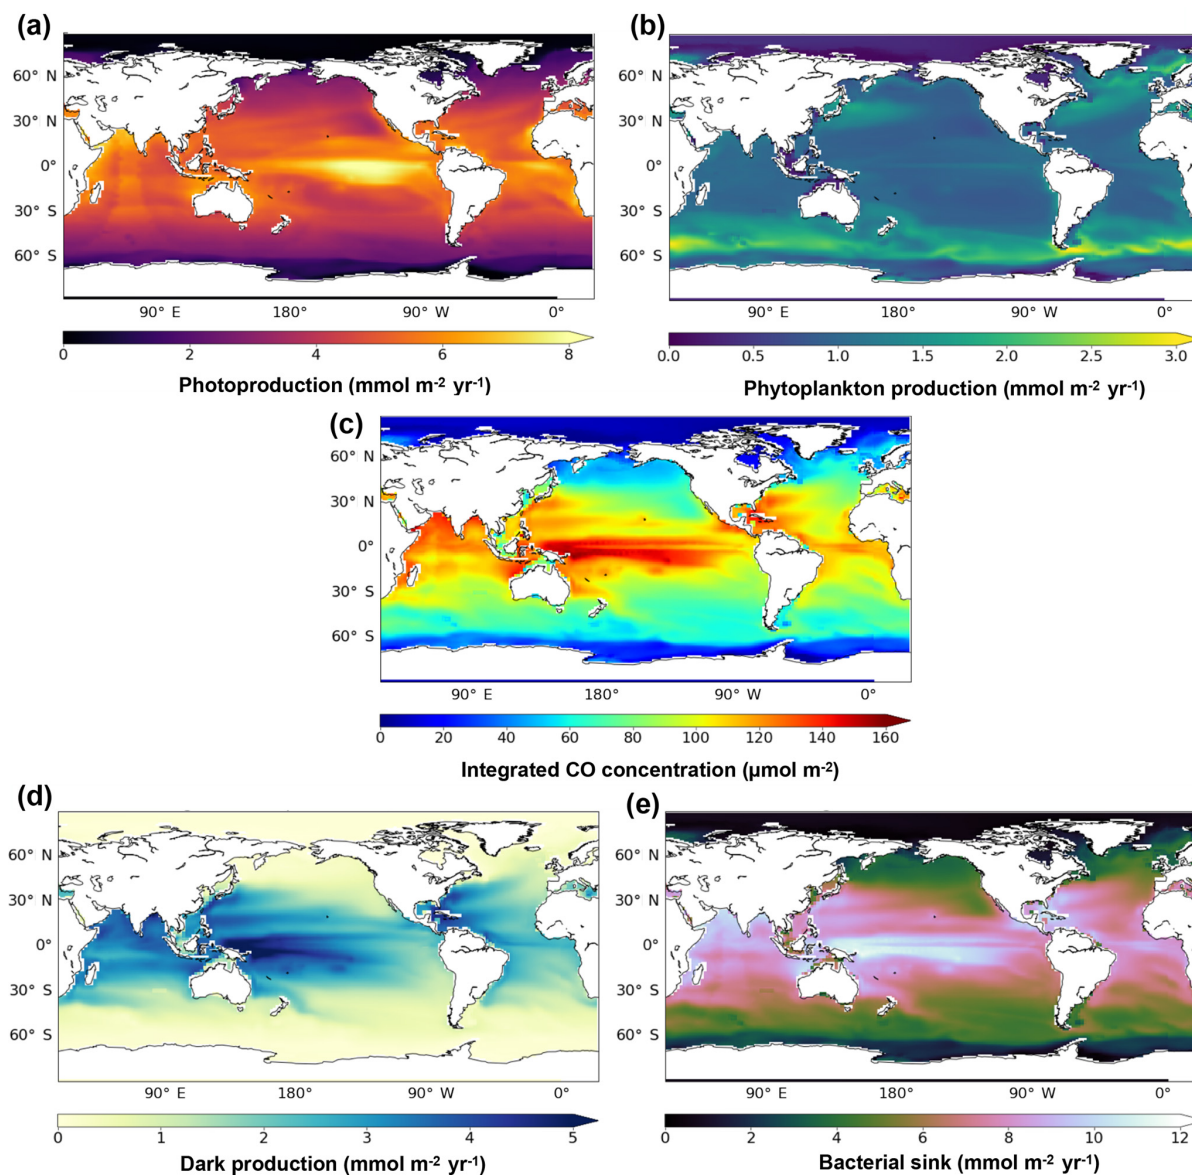 (a)
60° N
30° N
0°
30° S
60° S
90° E 180° 90° W 0°
0 2 4 6 8
Photoproduction (mmol m⁻² yr⁻¹)
(b)
60° N
30° N
0°
30° S
60° S
90° E 180° 90° W 0°
0.0 0.5 1.0 1.5 2.0 2.5 3.0
Phytoplankton production (mmol m⁻² yr⁻¹)
(c)
60° N
30° N
0°
30° S
60° S
90° E 180° 90° W 0°
0 20 40 60 80 100 120 140 160
Integrated CO concentration (μmol m⁻²)
(d)
60° N
30° N
0°
30° S
60° S
90° E 180° 90° W 0°
0 1 2 3 4 5
Dark production (mmol m⁻² yr⁻¹)
(e)
60° N
30° N
0°
30° S
60° S
90° E 180° 90° W 0°
0 2 4 6 8 10 12
Bacterial sink (mmol m⁻² yr⁻¹)